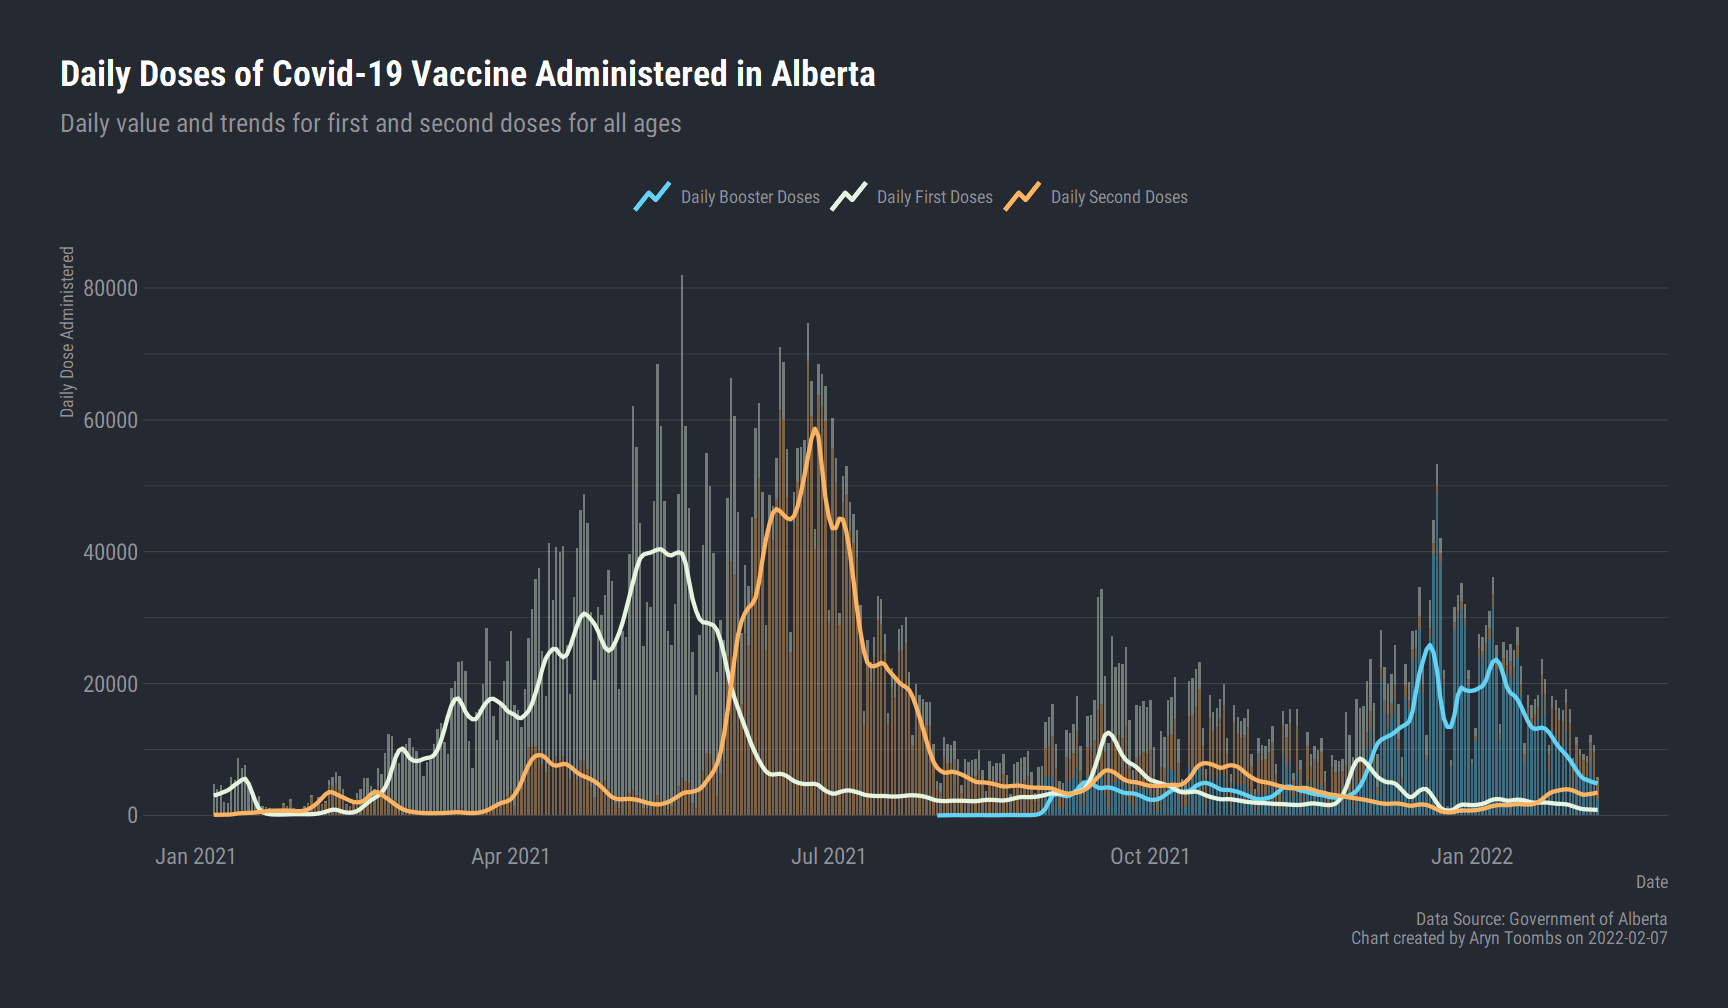 Daily Doses of Covid-19 Vaccine Administered in Alberta
Daily value and trends for first and second doses for all ages
Daily Booster Doses
Daily First Doses
Daily Second Doses
Daily Dose Administered
80000
60000
40000
20000
0
Jan 2021
Apr 2021
Jul 2021
Oct 2021
Jan 2022
Date
Data Source: Government of Alberta
Chart created by Aryn Toombs on 2022-02-07